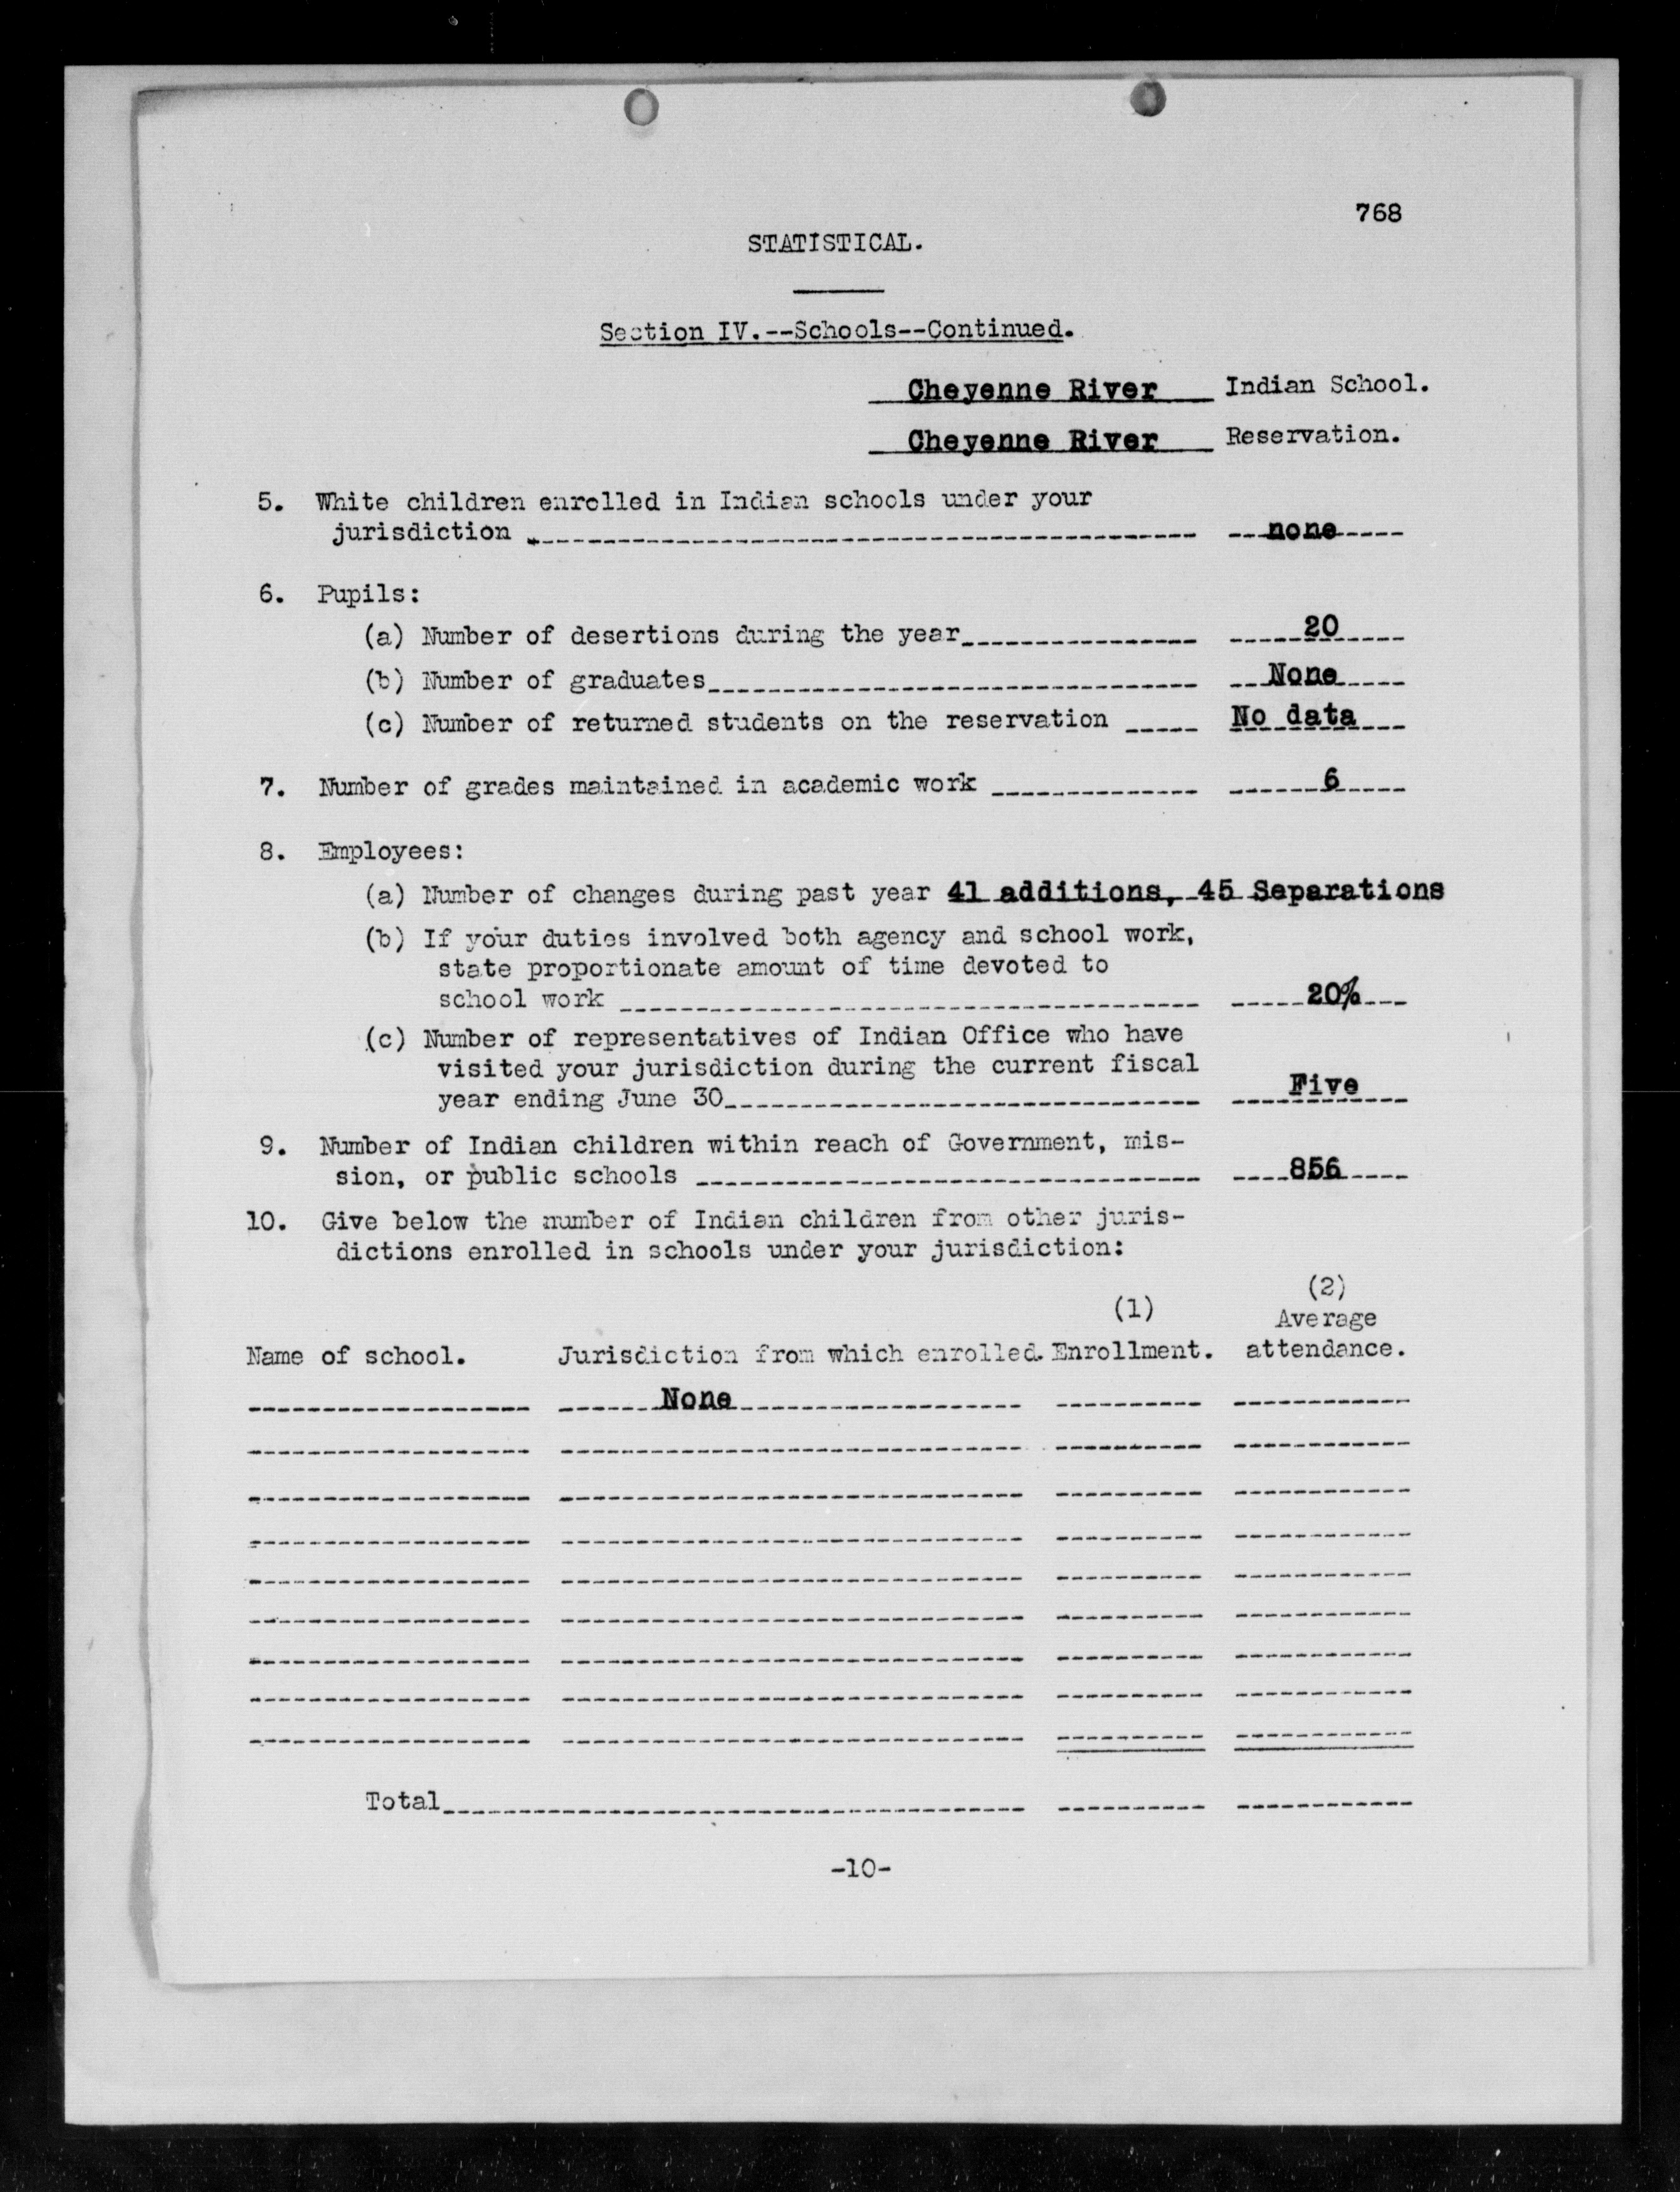 768
STATISTICAL.
Section IV.--Schools--Continued.
Cheyenne River Indian School.
Cheyenne River Reservation.
5. White children enrolled in Indian schools under your
jurisdiction none
6. Pupils:
(a) Number of desertions during the year 20
(b) Number of graduates None
(c) Number of returned students on the reservation No data
7. Number of grades maintained in academic work 6
8. Employees:
(a) Number of changes during past year 41 additions, 45 Separations
(b) If your duties involved both agency and school work,
state proportionate amount of time devoted to
school work 20%
(c) Number of representatives of Indian Office who have
visited your jurisdiction during the current fiscal
year ending June 30 Five
9. Number of Indian children within reach of Government, mis-
sion, or public schools 856
10. Give below the number of Indian children from other juris-
dictions enrolled in schools under your jurisdiction:
(1) (2)
Average
Name of school. Jurisdiction from which enrolled. Enrollment. attendance.
None
Total
-10-